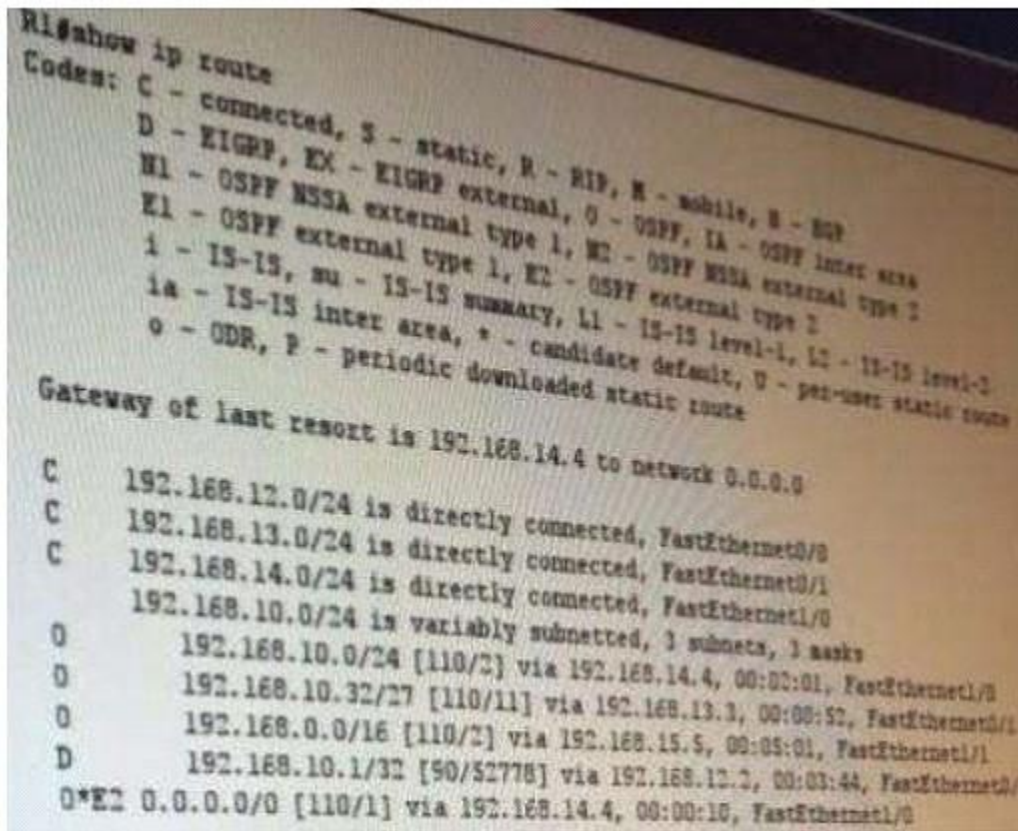 R1#show ip route
Codes: C - connected, S - static, R - RIP, M - mobile, B - BGP
D - EIGRP, EX - EIGRP external, O - OSPF, IA - OSPF inter area
N1 - OSPF NSSA external type 1, N2 - OSPF NSSA external type 2
E1 - OSPF external type 1, E2 - OSPF external type 2
i - IS-IS, su - IS-IS summary, L1 - IS-IS level-1, L2 - IS-IS level-2
ia - IS-IS inter area, * - candidate default, U - per-user static route
o - ODR, P - periodic downloaded static route
Gateway of last resort is 192.168.14.4 to network 0.0.0.0
C 192.168.12.0/24 is directly connected, FastEthernet0/0
C 192.168.13.0/24 is directly connected, FastEthernet0/1
C 192.168.14.0/24 is directly connected, FastEthernet1/0
192.168.10.0/24 is variably subnetted, 3 subnets, 3 masks
O 192.168.10.0/24 [110/2] via 192.168.14.4, 00:02:01, FastEthernet1/0
O 192.168.10.32/27 [110/11] via 192.168.13.3, 00:00:52, FastEthernet0/1
O 192.168.0.0/16 [110/2] via 192.168.15.5, 00:05:01, FastEthernet1/1
D 192.168.10.1/32 [90/52778] via 192.168.12.2, 00:03:44, FastEthernet0/
O*E2 0.0.0.0/0 [110/1] via 192.168.14.4, 00:00:10, FastEthernet1/0